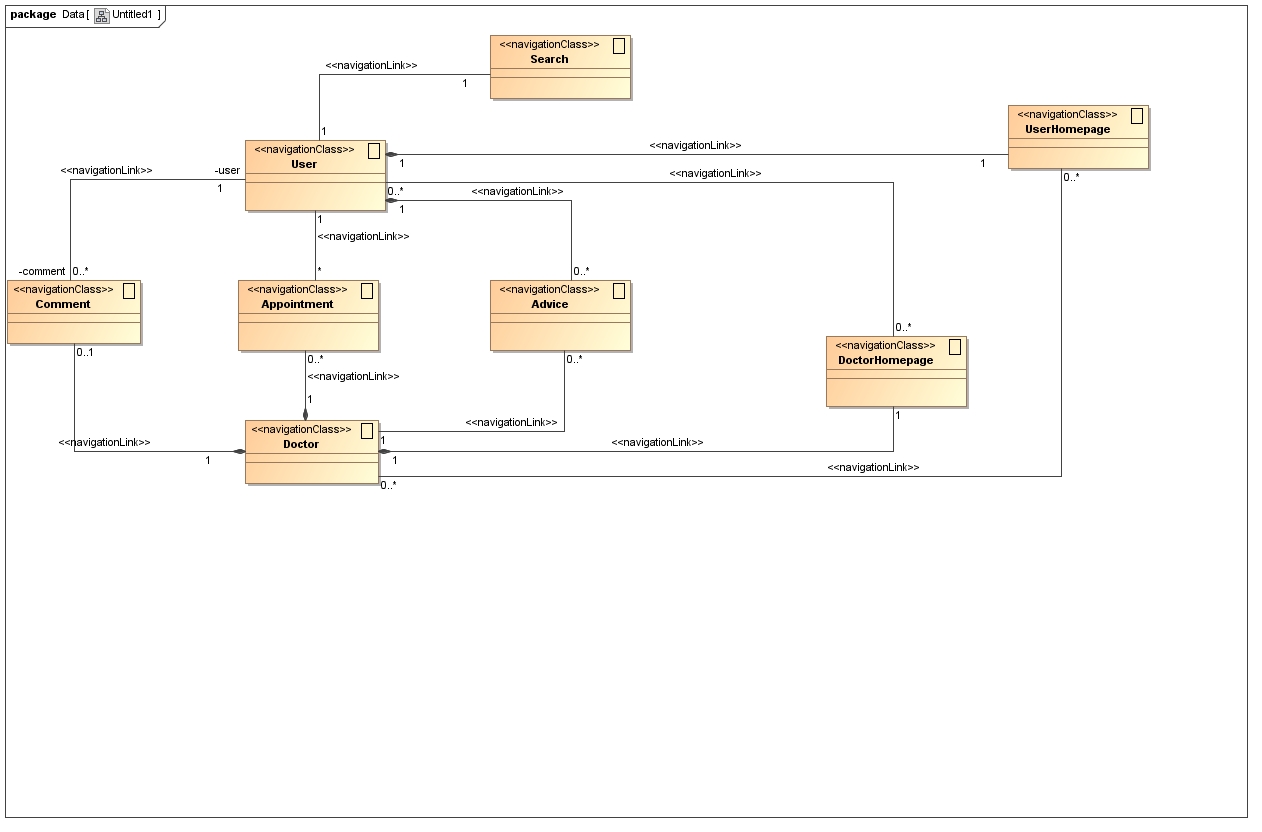 package Data [ Untitled1 ]
<<navigationClass>>
Search
<<navigationLink>>
1
1
<<navigationClass>>
UserHomepage
<<navigationClass>>
User
<<navigationLink>>
1
1
<<navigationLink>>
-user
1
<<navigationLink>>
0..*
0..*
<<navigationLink>>
1
1
<<navigationLink>>
-comment
0..*
*
0..*
<<navigationClass>>
Comment
<<navigationClass>>
Appointment
<<navigationClass>>
Advice
0..*
<<navigationClass>>
DoctorHomepage
0..1
0..*
0..*
<<navigationLink>>
1
1
<<navigationLink>>
<<navigationClass>>
Doctor
<<navigationLink>>
1
<<navigationLink>>
1
1
<<navigationLink>>
0..*